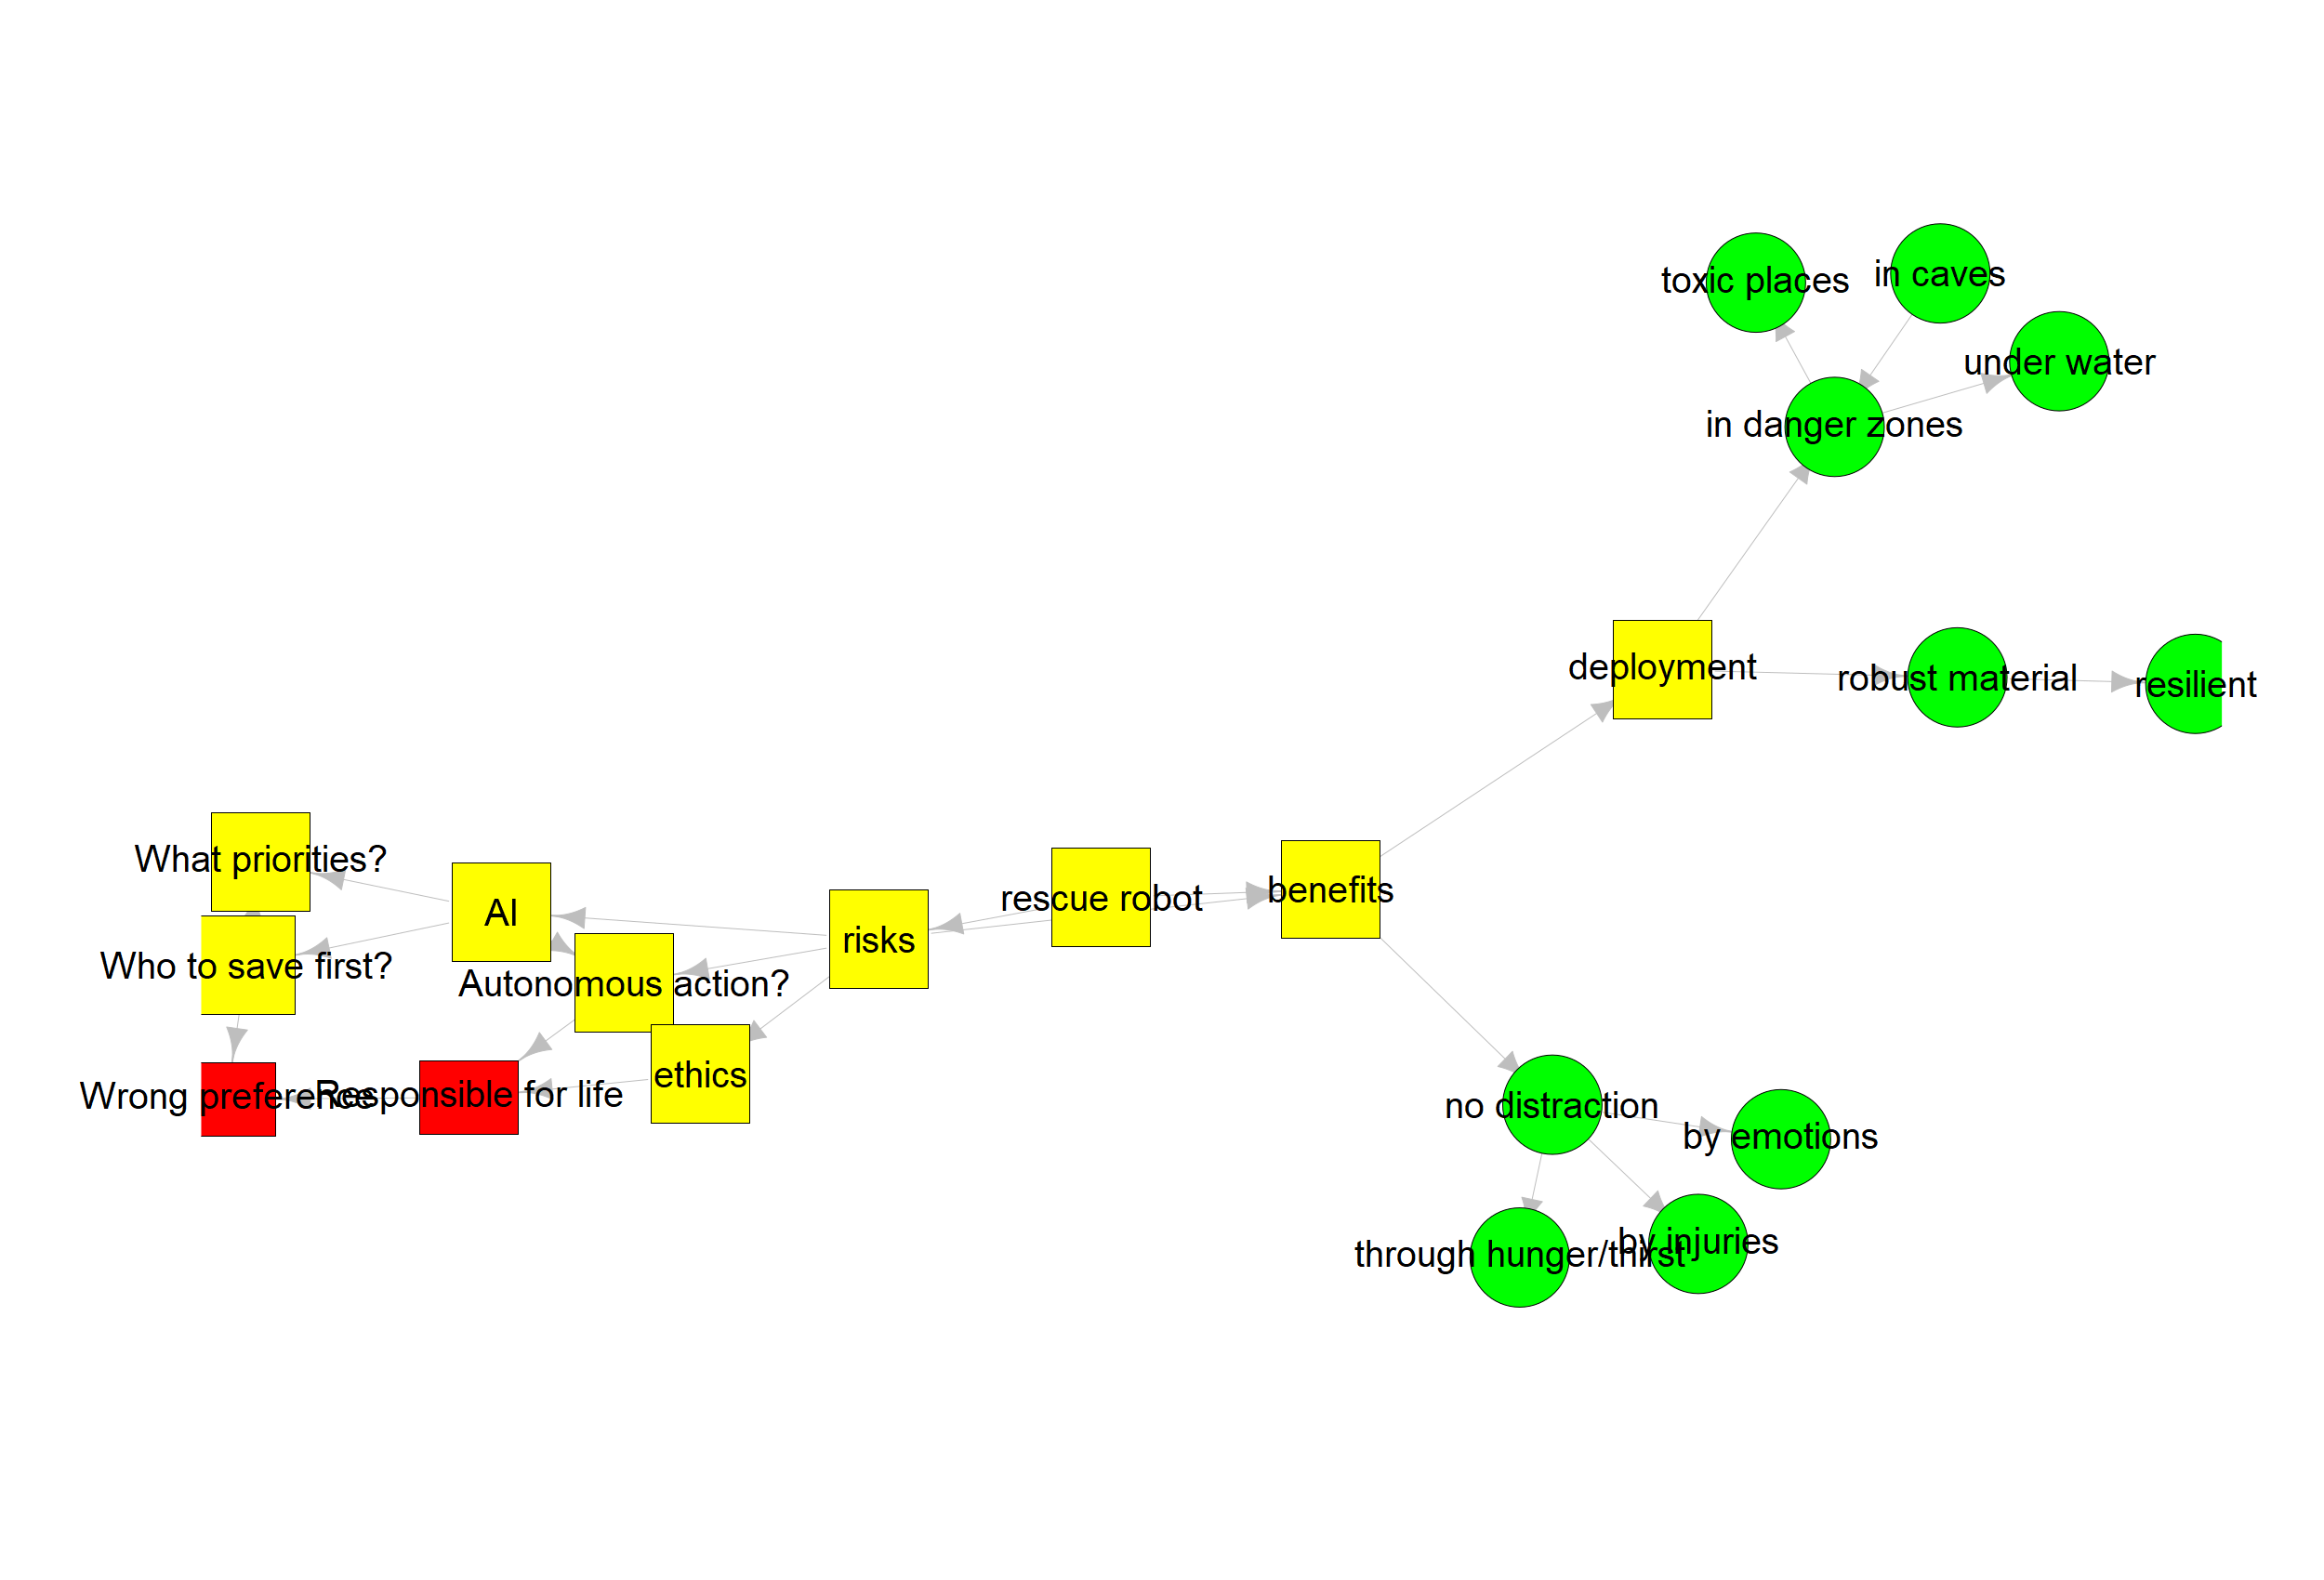 toxic places
in caves
under water
in danger zones
deployment
robust material
resilient
What priorities?
AI
rescue robot
benefits
risks
Who to save first?
Autonomous action?
ethics
Wrong preference
Responsible for life
no distraction
by emotions
by injuries
through hunger/thirst